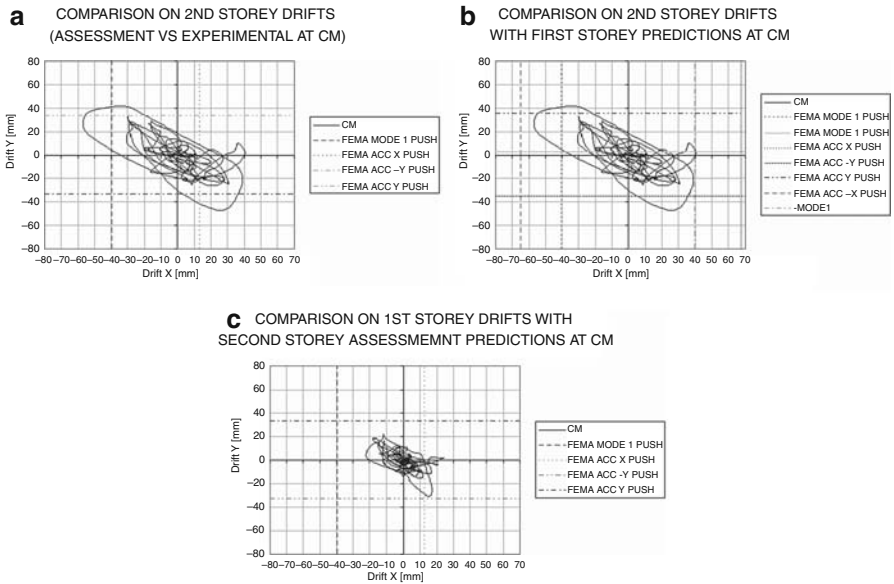 a COMPARISON ON 2ND STOREY DRIFTS
(ASSESSMENT VS EXPERIMENTAL AT CM)
80
60
40
20
0
−20
−40
−60
−80
Drift Y [mm]
−80−70−60−50−40−30−20−10 0 10 20 30 40 50 60 70
Drift X [mm]
CM
FEMA MODE 1 PUSH
FEMA ACC X PUSH
FEMA ACC −Y PUSH
FEMA ACC Y PUSH
b COMPARISON ON 2ND STOREY DRIFTS
WITH FIRST STOREY PREDICTIONS AT CM
80
60
40
20
0
−20
−40
−60
−80
Drift Y [mm]
−80−70−60−50−40−30−20−10 0 10 20 30 40 50 60 70
Drift X [mm]
CM
FEMA MODE 1 PUSH
FEMA MODE 1 PUSH
FEMA ACC X PUSH
FEMA ACC -Y PUSH
FEMA ACC Y PUSH
FEMA ACC −X PUSH
-MODE1
c COMPARISON ON 1ST STOREY DRIFTS WITH
SECOND STOREY ASSESSMEMNT PREDICTIONS AT CM
80
60
40
20
0
−20
−40
−60
−80
Drift Y [mm]
−80−70−60−50−40−30−20−10 0 10 20 30 40 50 60 70
Drift X [mm]
CM
FEMA MODE 1 PUSH
FEMA ACC X PUSH
FEMA ACC -Y PUSH
FEMA ACC Y PUSH